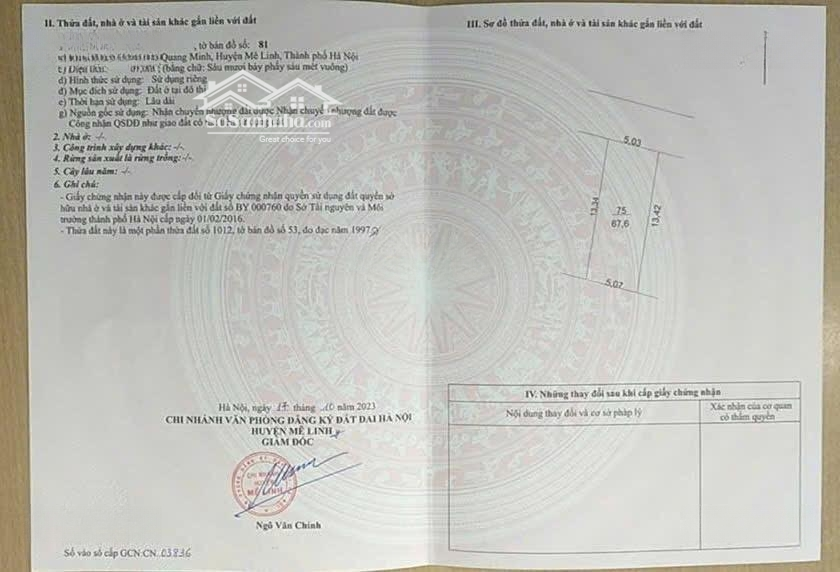 II. Thửa đất, nhà ở và tài sản khác gắn liền với đất
, tờ bản đồ số: 81
Quang Minh, Huyện Mê Linh, Thành phố Hà Nội
(bằng chữ: Sáu mươi bảy phẩy sáu mét vuông)
d) Hình thức sử dụng: Sử dụng riêng
đ) Mục đích sử dụng: Đất ở tại đô thị
e) Thời hạn sử dụng: Lâu dài
g) Nguồn gốc sử dụng: Nhận chuyển nhượng đất được Nhận chuyển nhượng đất được
Công nhận QSDĐ như giao đất có
sosanhnha.com
Great choice for you
2. Nhà ở: -/-
3. Công trình xây dựng khác: -/-
4. Rừng sản xuất là rừng trồng: -/-
5. Cây lâu năm: -/-
6. Ghi chú:
- Giấy chứng nhận này được cấp đổi từ Giấy chứng nhận quyền sử dụng đất quyền sở
hữu nhà ở và tài sản khác gắn liền với đất số BY 000760 do Sở Tài nguyên và Môi
trường thành phố Hà Nội cấp ngày 01/02/2016.
- Thửa đất này là một phần thửa đất số 1012, tờ bản đồ số 53, đo đạc năm 1997
Hà Nội, ngày 17 tháng 10 năm 2023
CHI NHÁNH VĂN PHÒNG ĐĂNG KÝ ĐẤT ĐAI HÀ NỘI
HUYỆN MÊ LINH
GIÁM ĐỐC
CHI NHÁNH
HUYỆN
MÊ LINH
Ngô Văn Chinh
Số vào sổ cấp GCN: CN 03836
III. Sơ đồ thửa đất, nhà ở và tài sản khác gắn liền với đất
5,03
13,34
75
67,6
13,42
5,07
IV. Những thay đổi sau khi cấp giấy chứng nhận
Nội dung thay đổi và cơ sở pháp lý
Xác nhận của cơ quan
có thẩm quyền